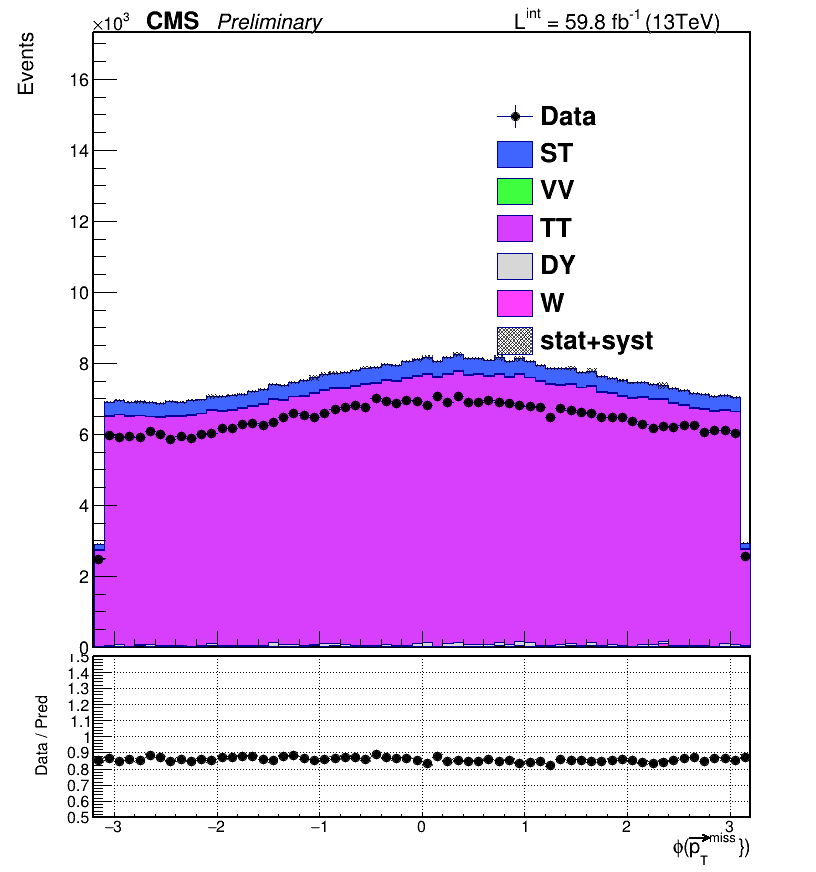 ×10³ CMS Preliminary L^int = 59.8 fb⁻¹ (13TeV)
Events
16
14
12
10
8
6
4
2
0
Data
ST
VV
TT
DY
W
stat+syst
Data / Pred
1.5
1.4
1.3
1.2
1.1
1
0.9
0.8
0.7
0.6
0.5
−3 −2 −1 0 1 2 3
ϕ(p⃗_T^miss })